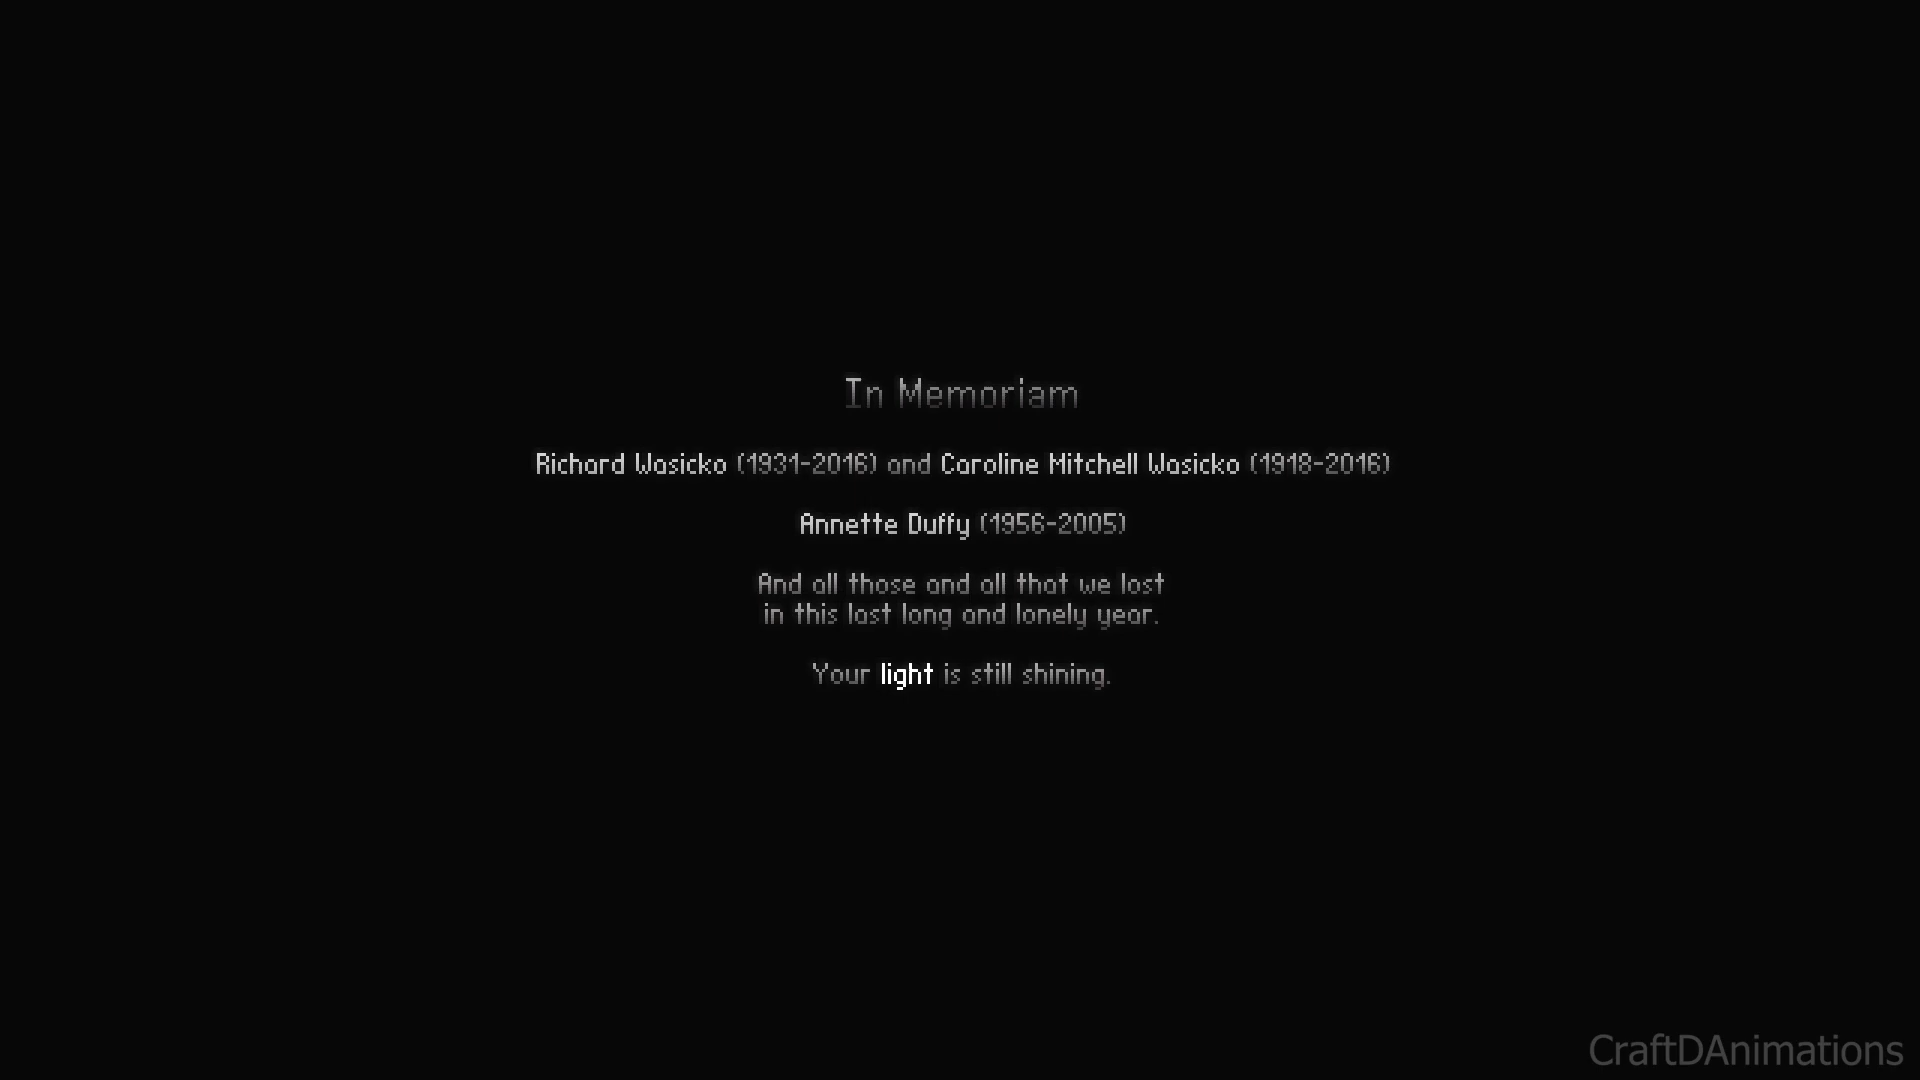 In Memoriam
Richard Wasicko (1931-2016) and Caroline Mitchell Wasicko (1918-2016)
Annette Duffy (1956-2005)
And all those and all that we lost
in this last long and lonely year.
Your light is still shining.
CraftDAnimations